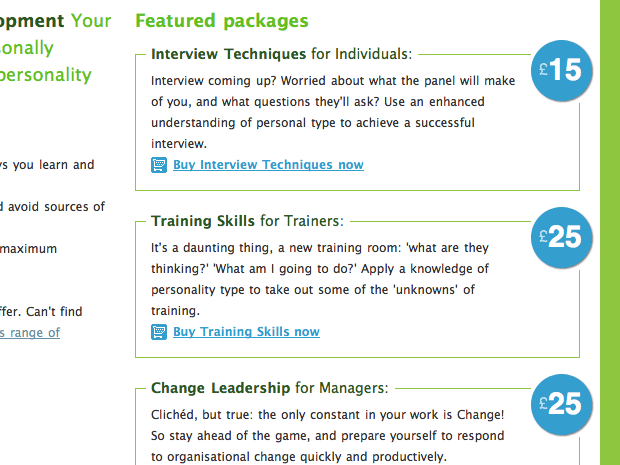 opment Your
sonally
personality
ys you learn and
d avoid sources of
maximum
ffer. Can't find
s range of
Featured packages
Interview Techniques for Individuals:
£15
Interview coming up? Worried about what the panel will make
of you, and what questions they'll ask? Use an enhanced
understanding of personal type to achieve a successful
interview.
Buy Interview Techniques now
Training Skills for Trainers:
£25
It's a daunting thing, a new training room: 'what are they
thinking?' 'What am I going to do?' Apply a knowledge of
personality type to take out some of the 'unknowns' of
training.
Buy Training Skills now
Change Leadership for Managers:
£25
Clichéd, but true: the only constant in your work is Change!
So stay ahead of the game, and prepare yourself to respond
to organisational change quickly and productively.